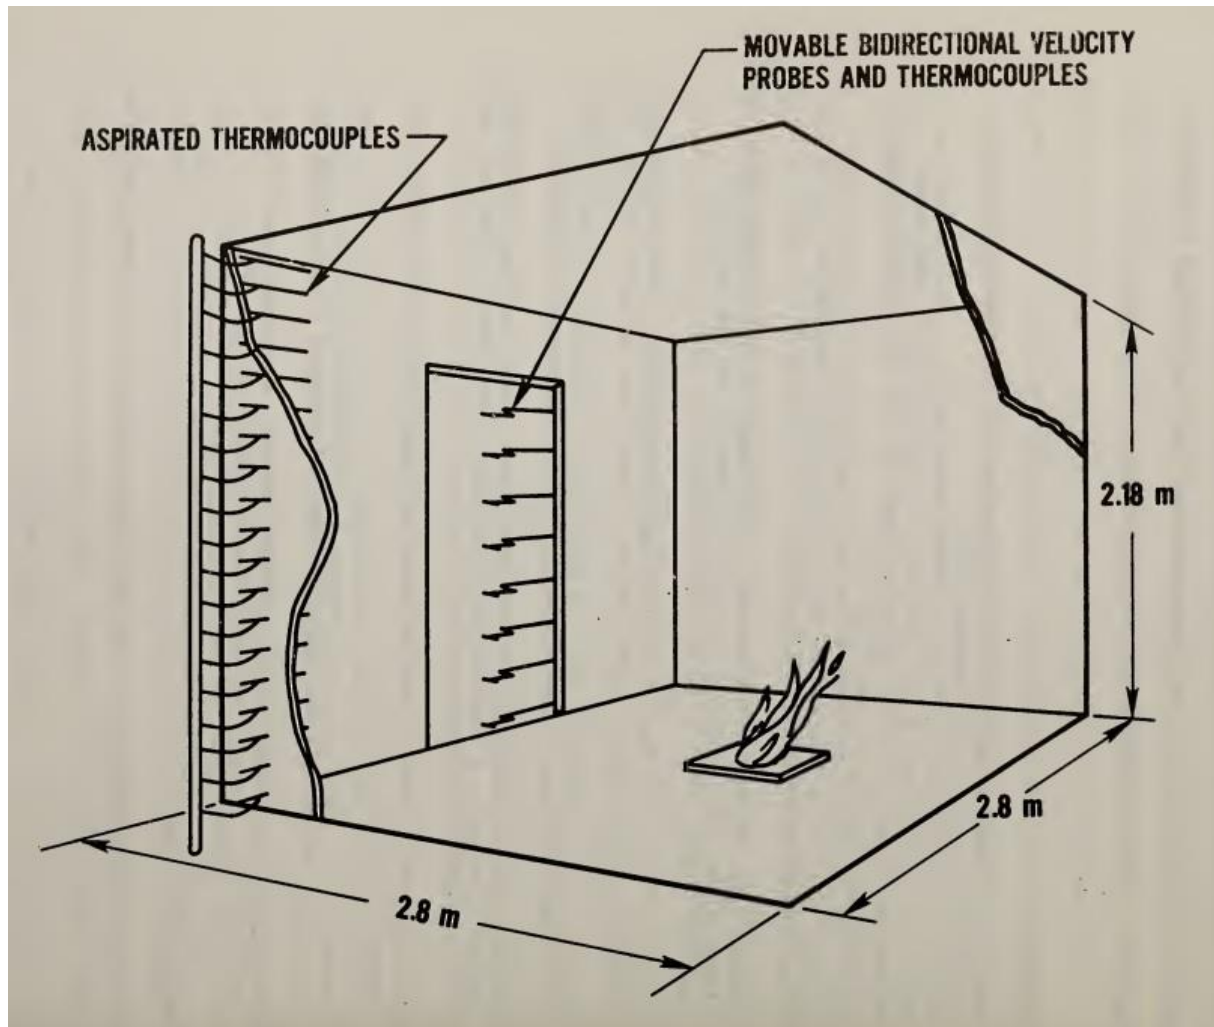 MOVABLE BIDIRECTIONAL VELOCITY
PROBES AND THERMOCOUPLES
ASPIRATED THERMOCOUPLES
2.18 m
2.8 m
2.8 m